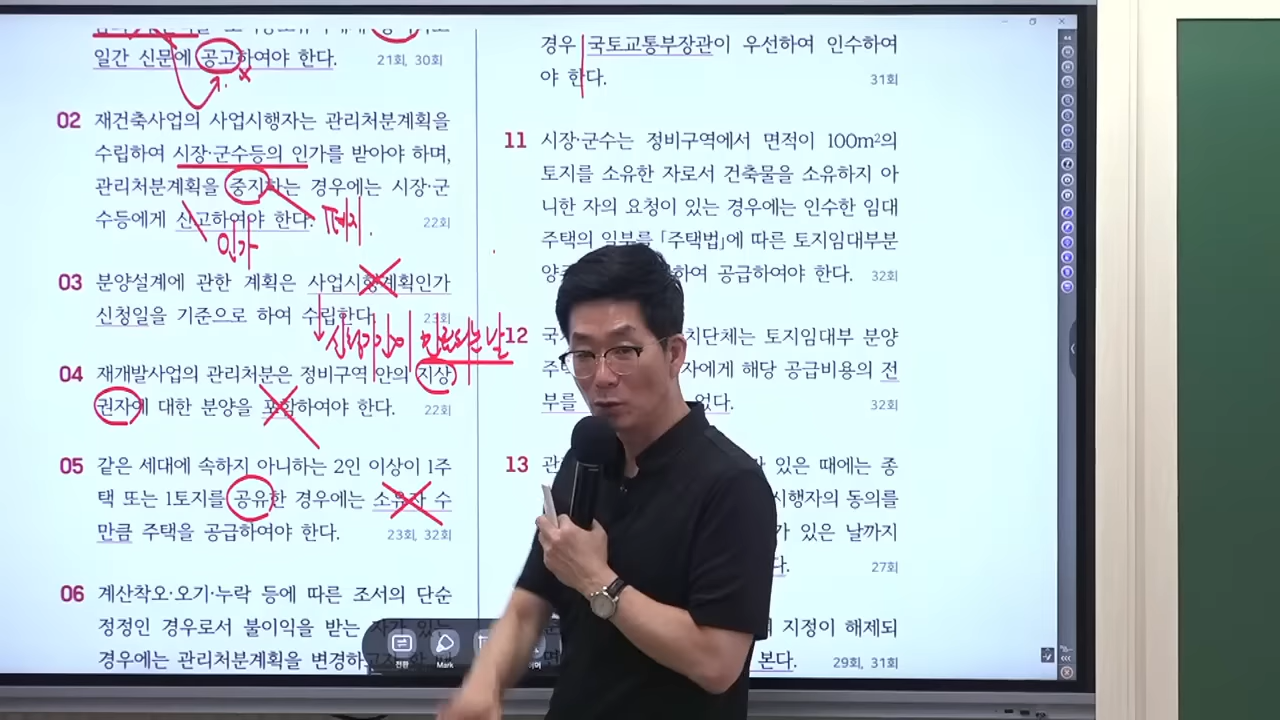 일간 신문에 공고하여야 한다. 21회, 30회
02 재건축사업의 사업시행자는 관리처분계획을
수립하여 시장·군수등의 인가를 받아야 하며,
관리처분계획을 중지하는 경우에는 시장·군
수등에게 신고하여야 한다. 22회
폐지
인가
03 분양설계에 관한 계획은 사업시행계획인가
신청일을 기준으로 하여 수립한다. 23회
만료되는 날
04 재개발사업의 관리처분은 정비구역 안의 지상
권자에 대한 분양을 포함하여야 한다. 22회
05 같은 세대에 속하지 아니하는 2인 이상이 1주
택 또는 1토지를 공유한 경우에는 소유자 수
만큼 주택을 공급하여야 한다. 23회, 32회
06 계산착오·오기·누락 등에 따른 조서의 단순
정정인 경우로서 불이익을 받는 자가 있는
경우에는 관리처분계획을 변경하고자
전환 Mark
경우 국토교통부장관이 우선하여 인수하여
야 한다. 31회
11 시장·군수는 정비구역에서 면적이 100m²의
토지를 소유한 자로서 건축물을 소유하지 아
니한 자의 요청이 있는 경우에는 인수한 임대
주택의 일부를 「주택법」에 따른 토지임대부분
하여 공급하여야 한다. 32회
12 치단체는 토지임대부 분양
자에게 해당 공급비용의 전
부를 없다. 32회
13 가 있은 때에는 종
시행자의 동의를
가 있은 날까지
다. 27회
지정이 해제되
본다. 29회, 31회